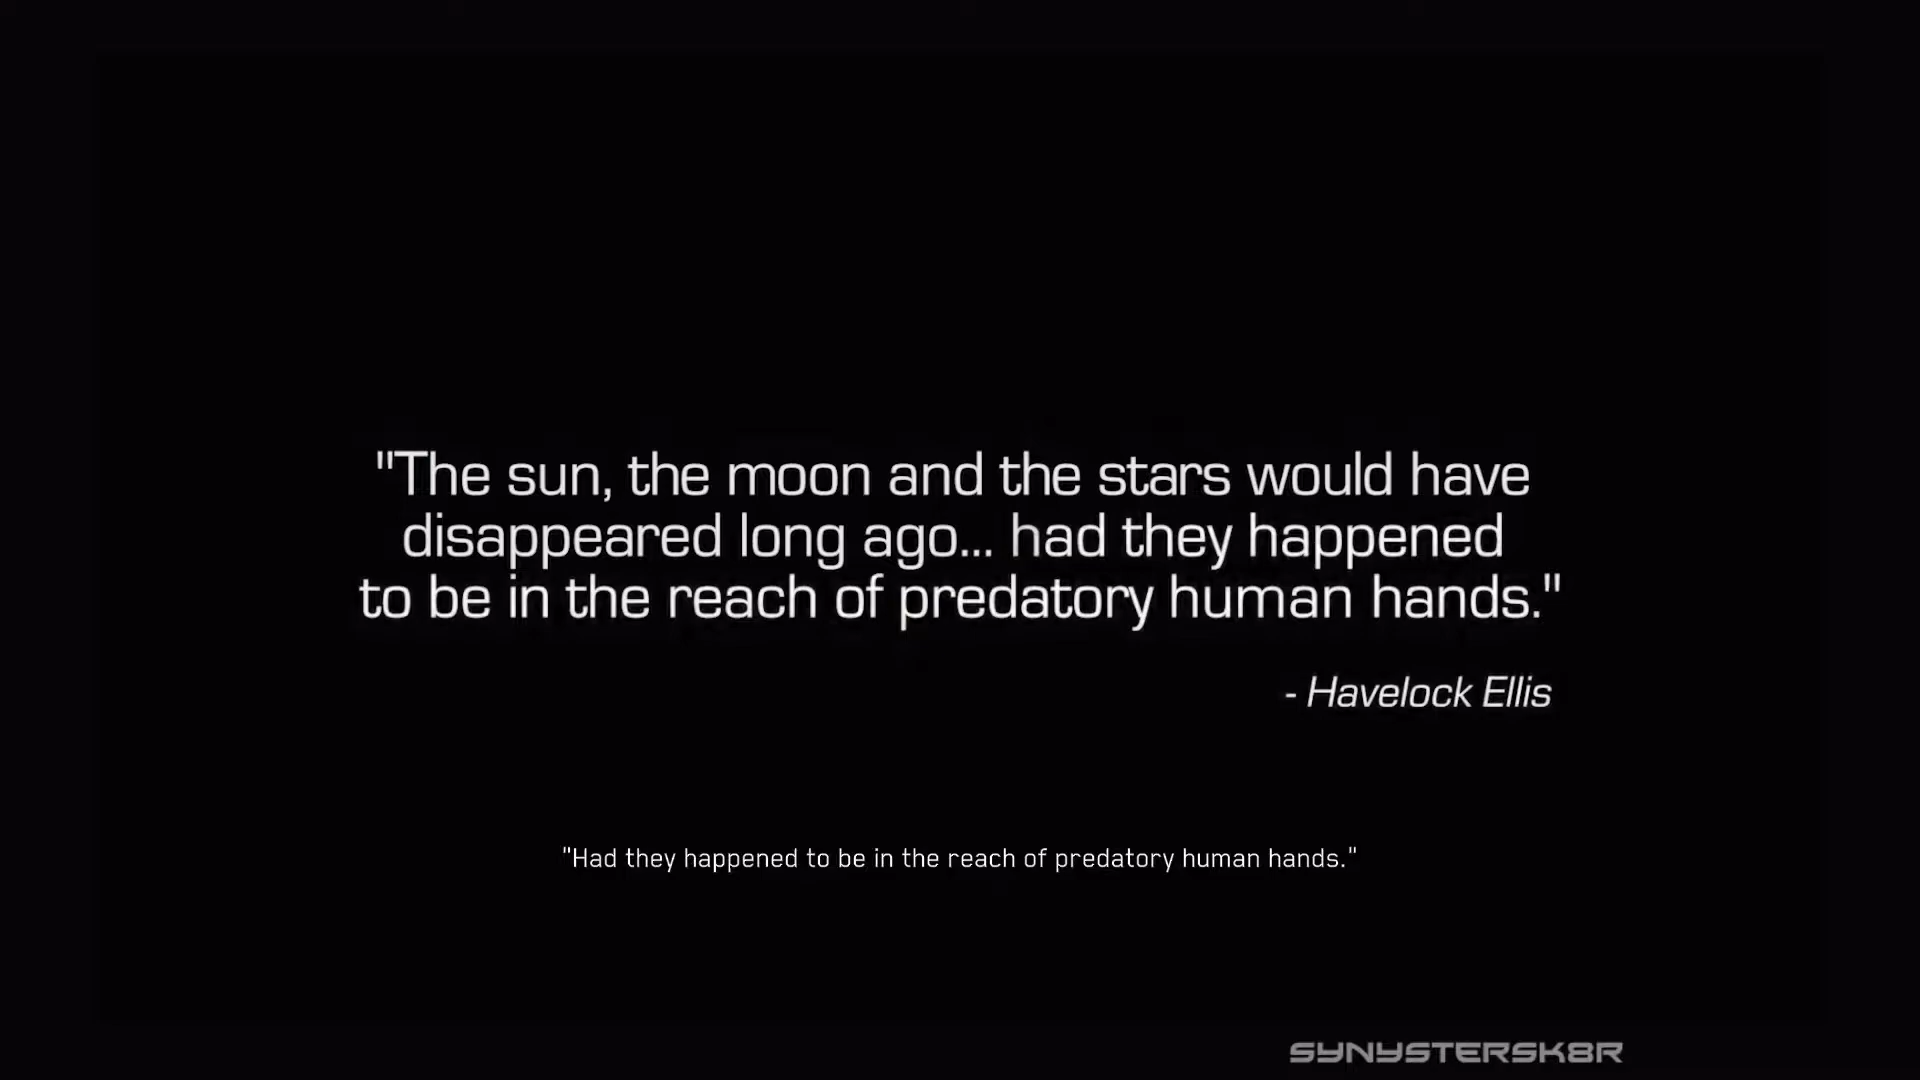 "The sun, the moon and the stars would have
disappeared long ago... had they happened
to be in the reach of predatory human hands."
- Havelock Ellis
"Had they happened to be in the reach of predatory human hands."
SYNYSTERSK8R